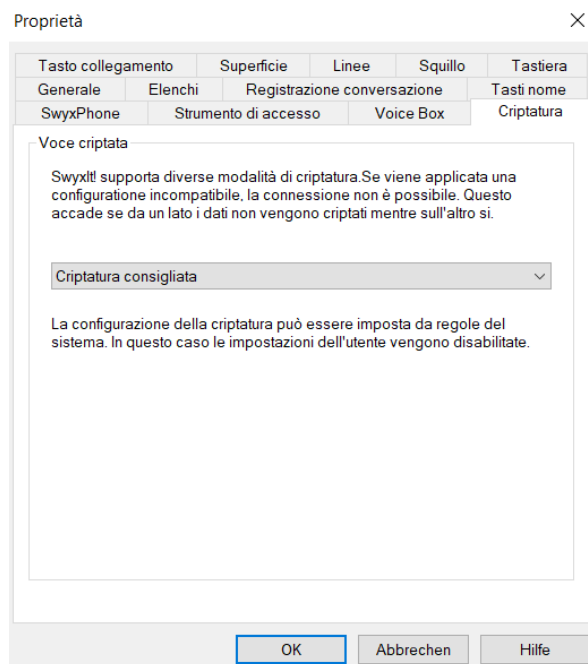 Proprietà
Tasto collegamento Superficie Linee Squillo Tastiera
Generale Elenchi Registrazione conversazione Tasti nome
SwyxPhone Strumento di accesso Voice Box Criptatura
Voce criptata
SwyxIt! supporta diverse modalità di criptatura.Se viene applicata una
configuratine incompatibile, la connessione non è possibile. Questo
accade se da un lato i dati non vengono criptati mentre sull'altro si.
Criptatura consigliata
La configurazione della criptatura può essere imposta da regole del
sistema. In questo caso le impostazioni dell'utente vengono disabilitate.
OK Abbrechen Hilfe